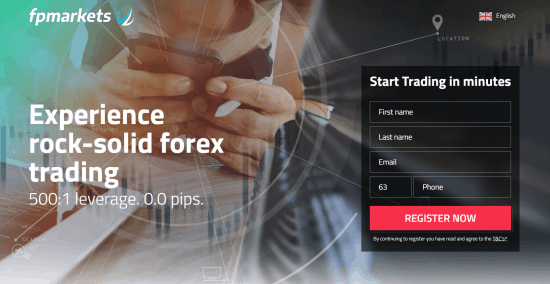 fpmarkets
English
LOCATION
Start Trading in minutes
First name
Last name
Email
63 Phone
REGISTER NOW
By continuing to register you have read and agree to the T&C's*
Experience
rock-solid forex
trading
500:1 leverage. 0.0 pips.